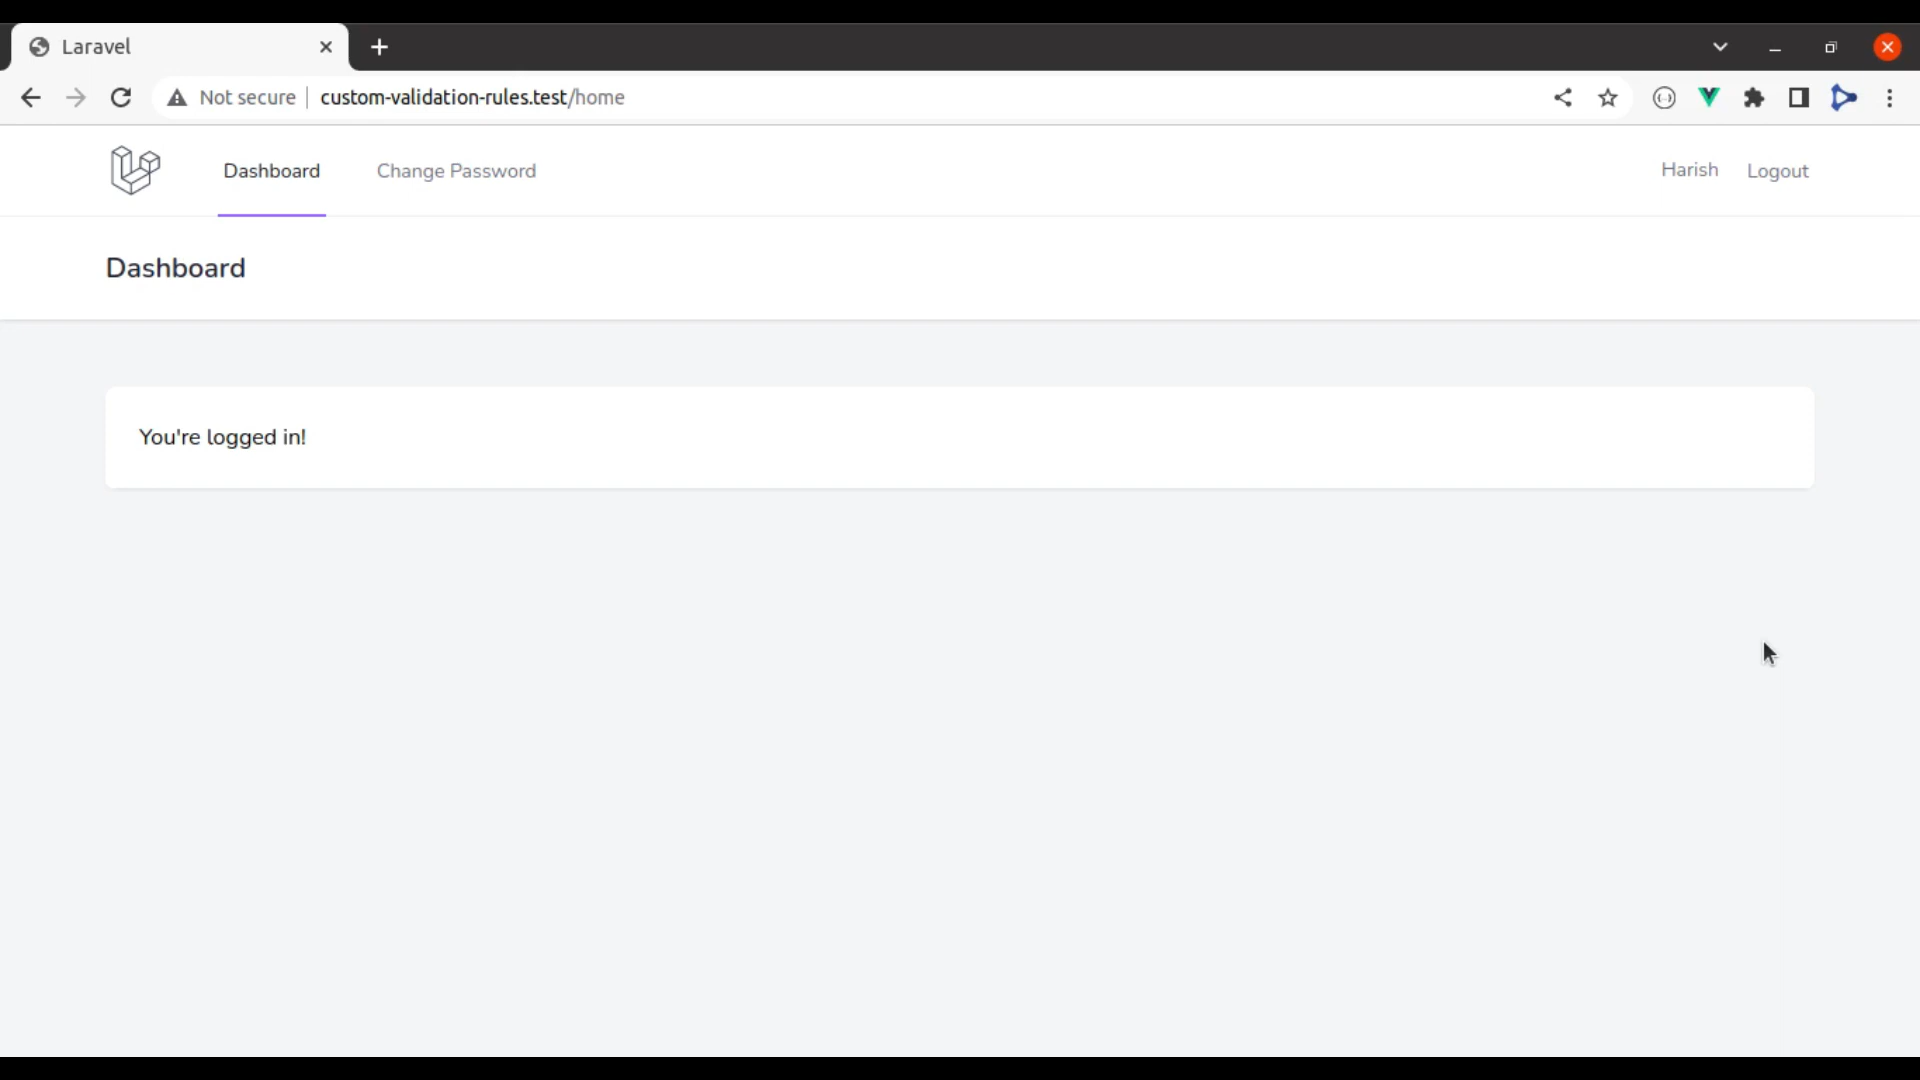 Laravel
Not secure custom-validation-rules.test/home
Dashboard Change Password Harish Logout
Dashboard
You're logged in!